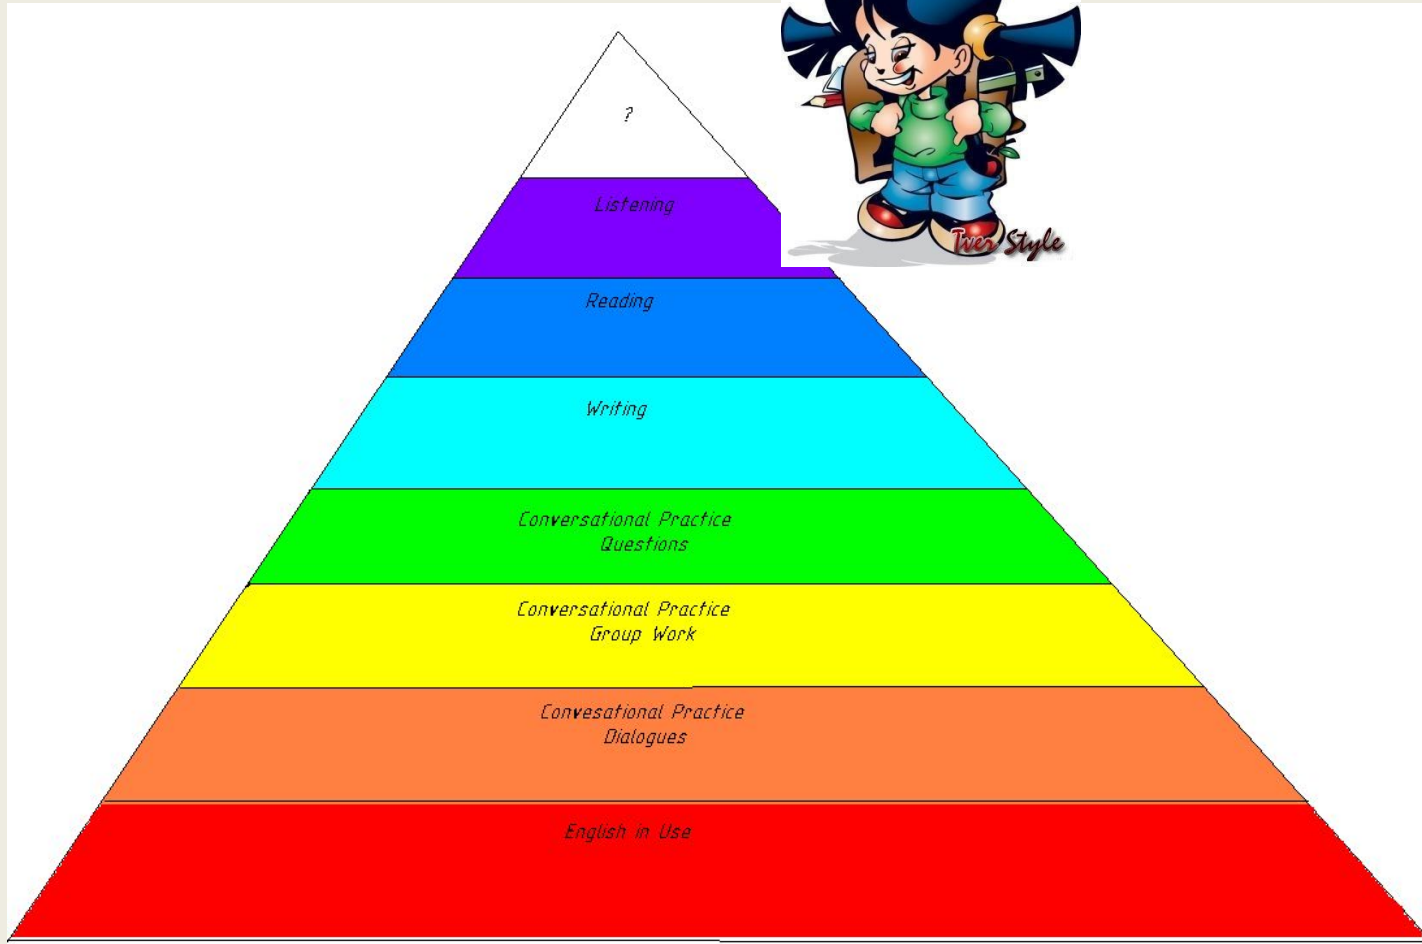 ?
Listening
Reading
Writing
Conversational Practice
Questions
Conversational Practice
Group Work
Convesational Practice
Dialogues
English in Use
Tver Style